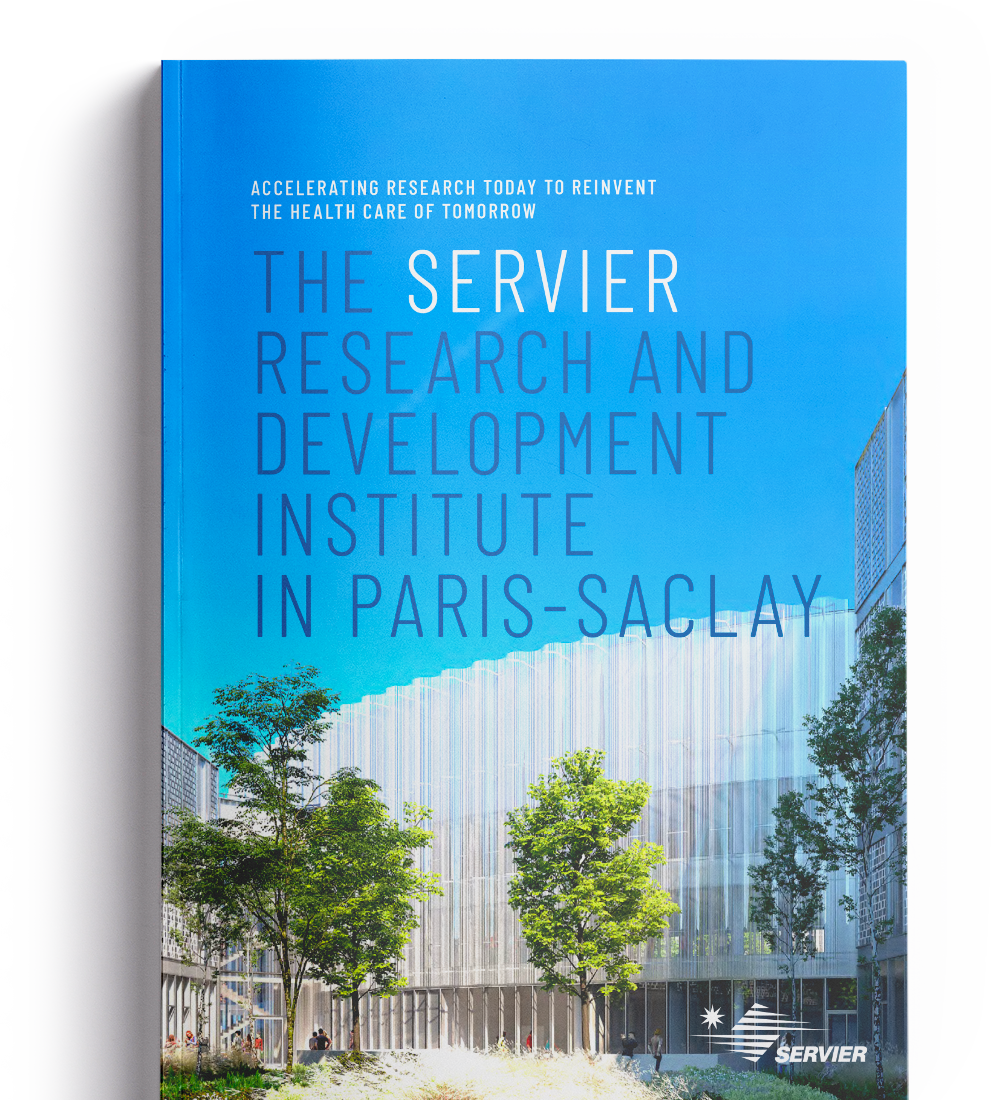 ACCELERATING RESEARCH TODAY TO REINVENT
THE HEALTH CARE OF TOMORROW
THE SERVIER
RESEARCH AND
DEVELOPMENT
INSTITUTE
IN PARIS-SACLAY
SERVIER